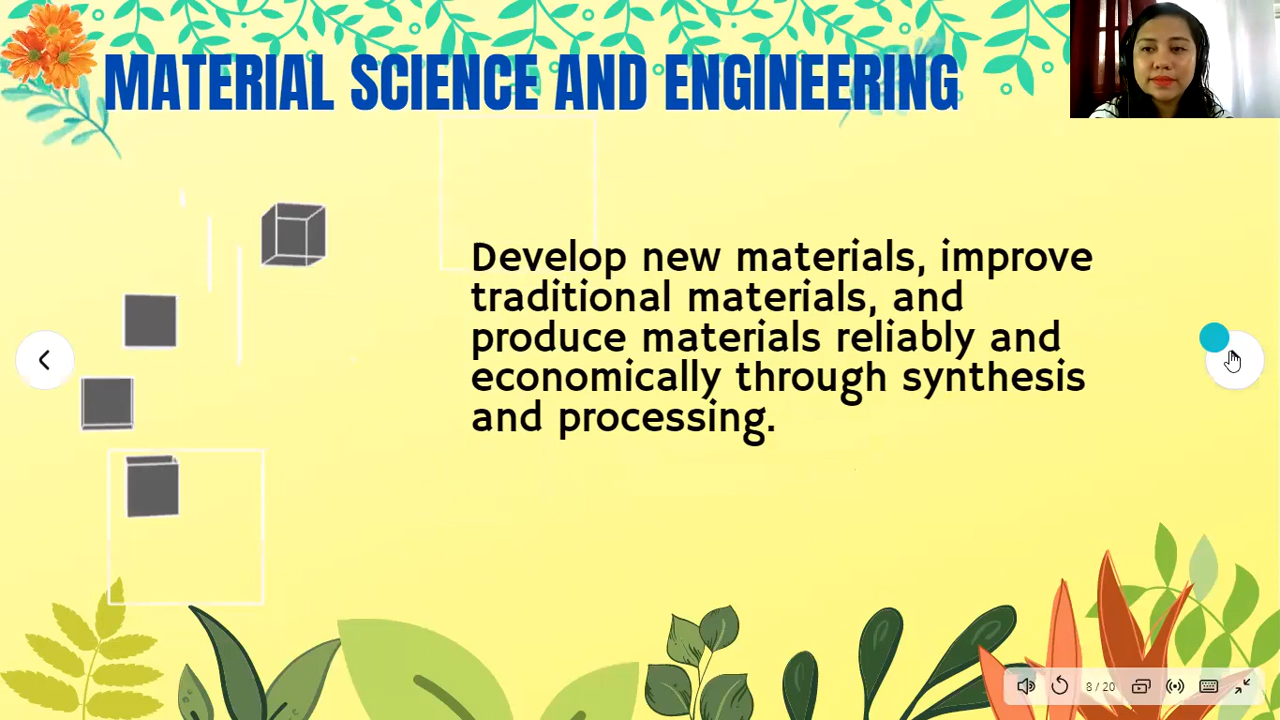 MATERIAL SCIENCE AND ENGINEERING
Develop new materials, improve
traditional materials, and
produce materials reliably and
economically through synthesis
and processing.
8 / 20